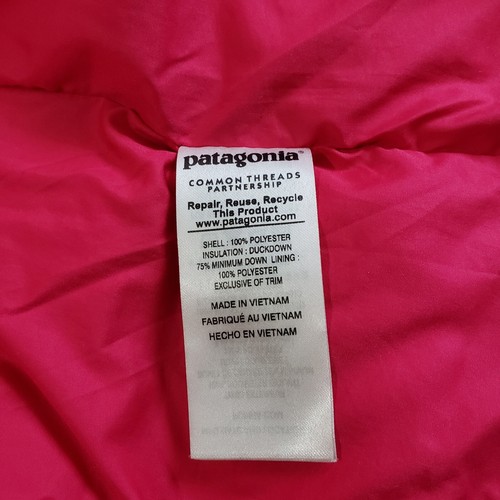 patagonia
COMMON THREADS
PARTNERSHIP
Repair, Reuse, Recycle
This Product
www.patagonia.com
SHELL : 100% POLYESTER
INSULATION : DUCKDOWN
75% MINIMUM DOWN LINING :
100% POLYESTER
EXCLUSIVE OF TRIM
MADE IN VIETNAM
FABRIQUÉ AU VIETNAM
HECHO EN VIETNAM